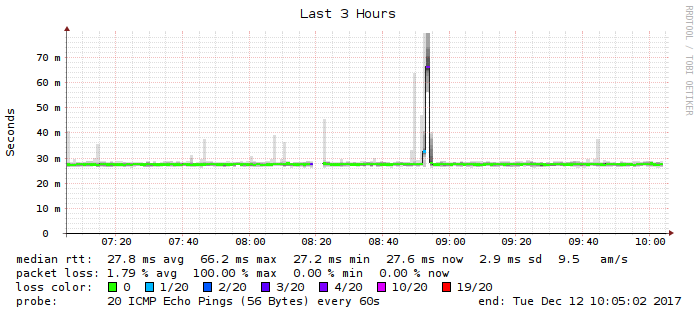 Last 3 Hours
RRDTOOL / TOBI OETIKER
Seconds
70 m
60 m
50 m
40 m
30 m
20 m
10 m
0
07:20 07:40 08:00 08:20 08:40 09:00 09:20 09:40 10:00
median rtt: 27.8 ms avg 66.2 ms max 27.2 ms min 27.6 ms now 2.9 ms sd 9.5 am/s
packet loss: 1.79 % avg 100.00 % max 0.00 % min 0.00 % now
loss color: 0 1/20 2/20 3/20 4/20 10/20 19/20
probe: 20 ICMP Echo Pings (56 Bytes) every 60s end: Tue Dec 12 10:05:02 2017